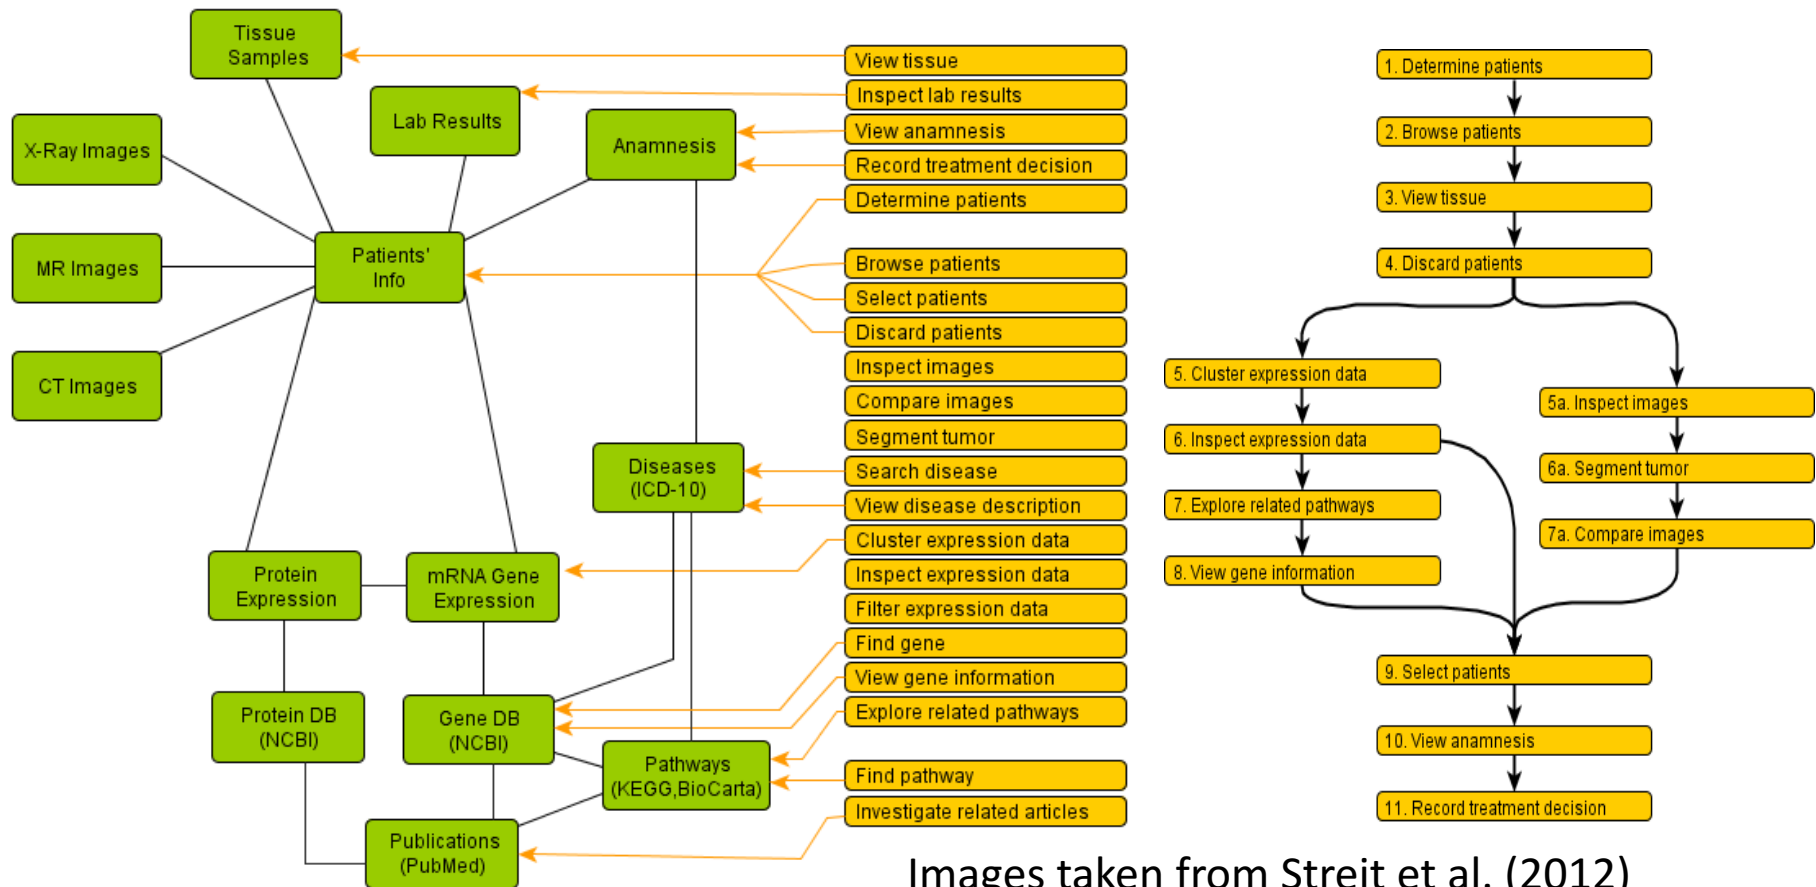 Tissue
Samples
Lab Results
Anamnesis
X-Ray Images
Patients'
Info
MR Images
CT Images
Diseases
(ICD-10)
Protein
Expression
mRNA Gene
Expression
Protein DB
(NCBI)
Gene DB
(NCBI)
Pathways
(KEGG,BioCarta)
Publications
(PubMed)
View tissue
Inspect lab results
View anamnesis
Record treatment decision
Determine patients
Browse patients
Select patients
Discard patients
Inspect images
Compare images
Segment tumor
Search disease
View disease description
Cluster expression data
Inspect expression data
Filter expression data
Find gene
View gene information
Explore related pathways
Find pathway
Investigate related articles
1. Determine patients
2. Browse patients
3. View tissue
4. Discard patients
5. Cluster expression data
6. Inspect expression data
7. Explore related pathways
8. View gene information
5a. Inspect images
6a. Segment tumor
7a. Compare images
9. Select patients
10. View anamnesis
11. Record treatment decision
Images taken from Streit et al. (2012)